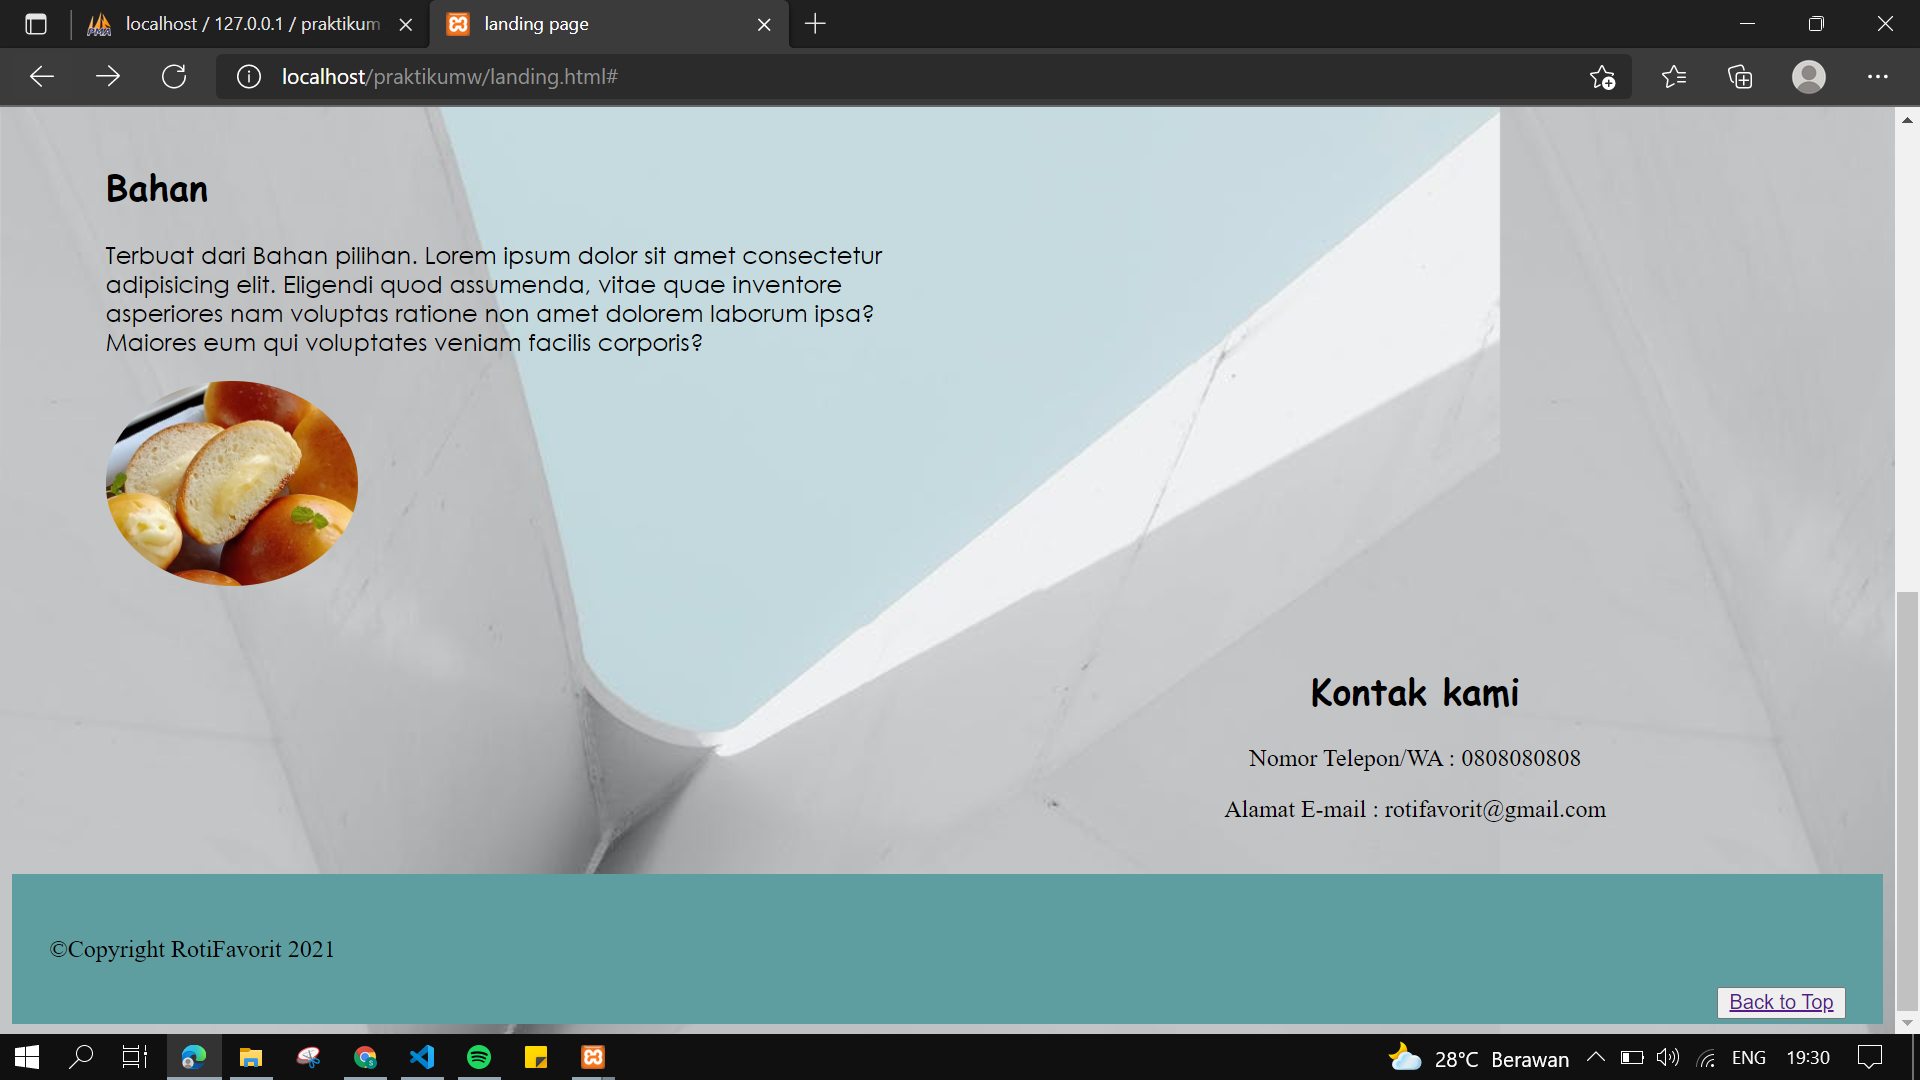 localhost / 127.0.0.1 / praktikum
landing page
localhost/praktikumw/landing.html#
Bahan
Terbuat dari Bahan pilihan. Lorem ipsum dolor sit amet consectetur
adipisicing elit. Eligendi quod assumenda, vitae quae inventore
asperiores nam voluptas ratione non amet dolorem laborum ipsa?
Maiores eum qui voluptates veniam facilis corporis?
Kontak kami
Nomor Telepon/WA : 0808080808
Alamat E-mail : rotifavorit@gmail.com
©Copyright RotiFavorit 2021
Back to Top
28°C Berawan
ENG
19:30